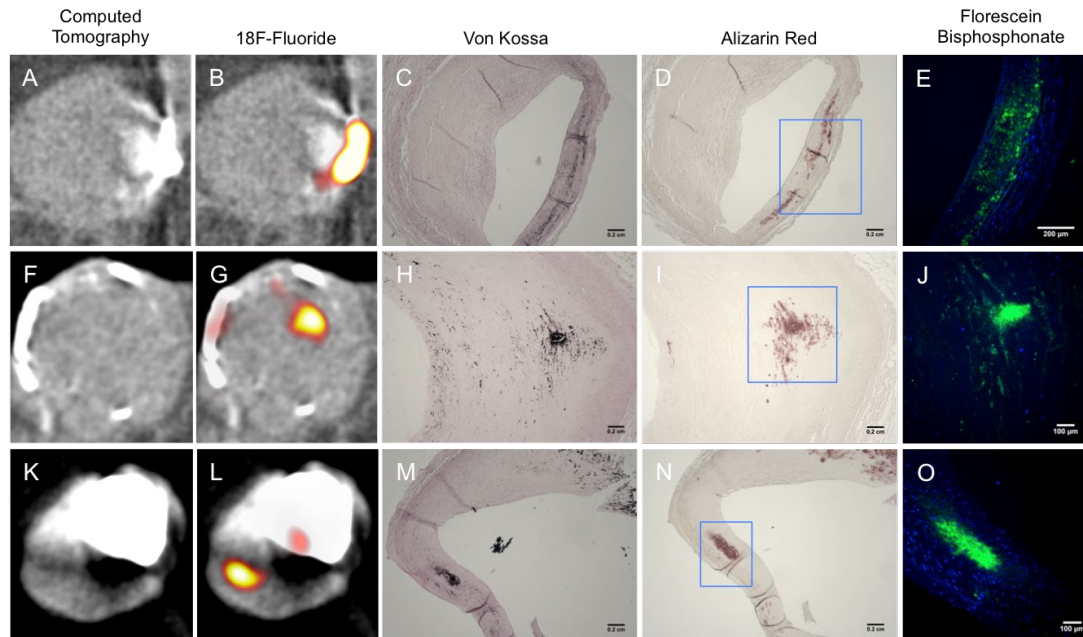 Computed
Tomography
18F-Fluoride
Von Kossa
Alizarin Red
Florescein
Bisphosphonate
A
B
C
D
E
0.2 cm
0.2 cm
200 µm
F
G
H
I
J
0.2 cm
0.2 cm
100 µm
K
L
M
N
O
0.2 cm
0.2 cm
100 µm